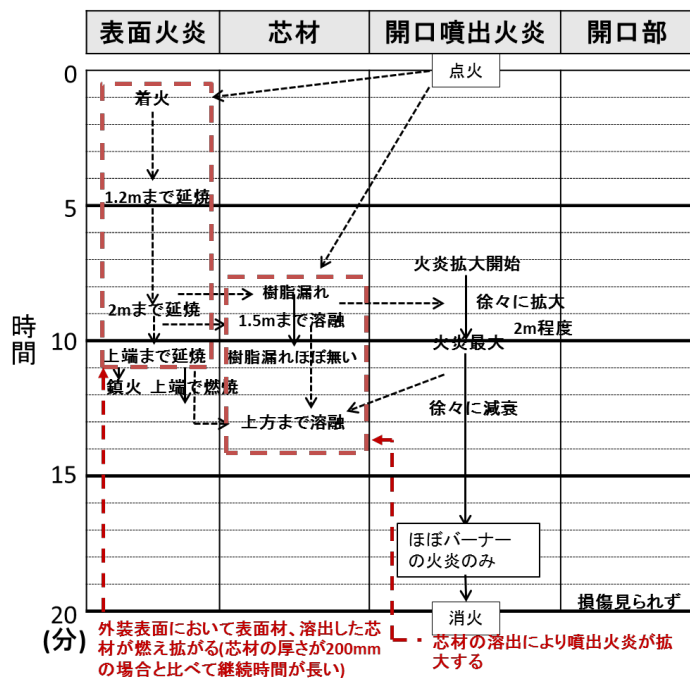 表面火炎
芯材
開口噴出火炎
開口部
0
点火
着火
1.2mまで延焼
5
火炎拡大開始
樹脂漏れ
徐々に拡大
2mまで延焼
1.5mまで溶融
2m程度
時間
10
火炎最大
上端まで延焼
樹脂漏れほぼ無い
鎮火
上端で燃焼
徐々に減衰
上方まで溶融
15
ほぼバーナー
の火炎のみ
損傷見られず
20
消火
(分)
外装表面において表面材、溶出した芯
材が燃え拡がる(芯材の厚さが200mm
の場合と比べて継続時間が長い)
芯材の溶出により噴出火炎が拡
大する